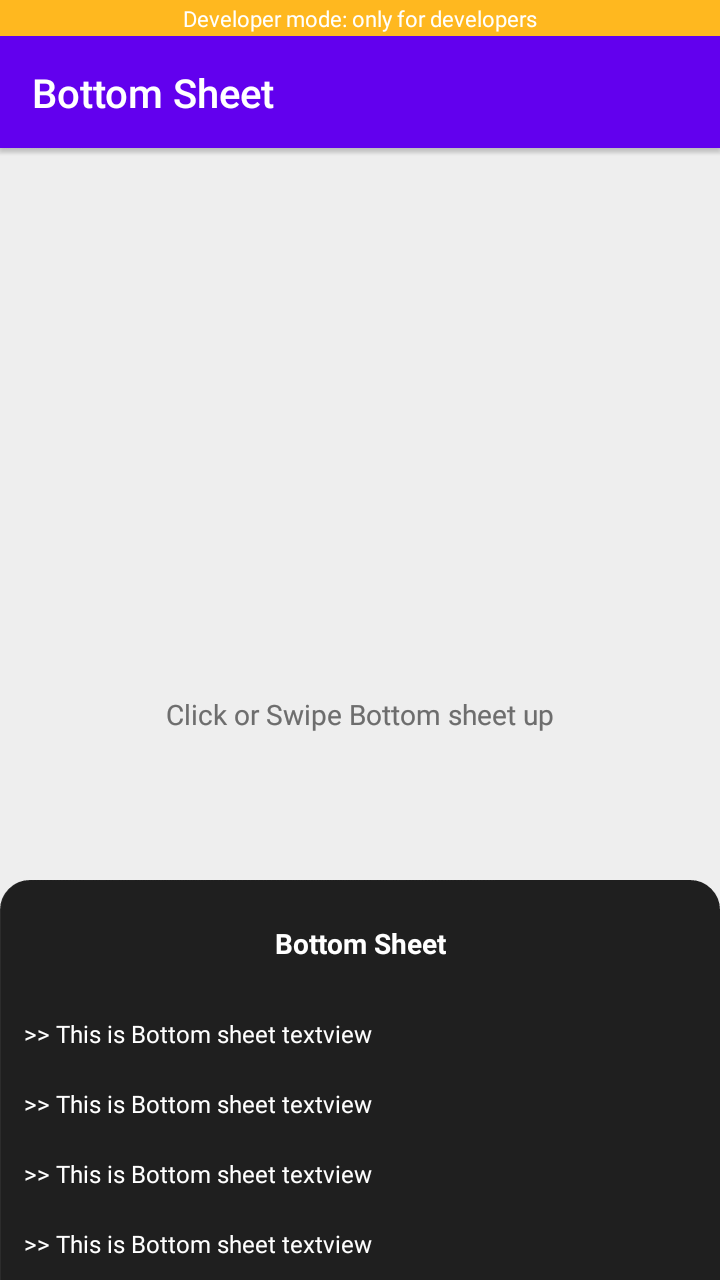 Developer mode: only for developers
Bottom Sheet
Click or Swipe Bottom sheet up
Bottom Sheet
>> This is Bottom sheet textview
>> This is Bottom sheet textview
>> This is Bottom sheet textview
>> This is Bottom sheet textview